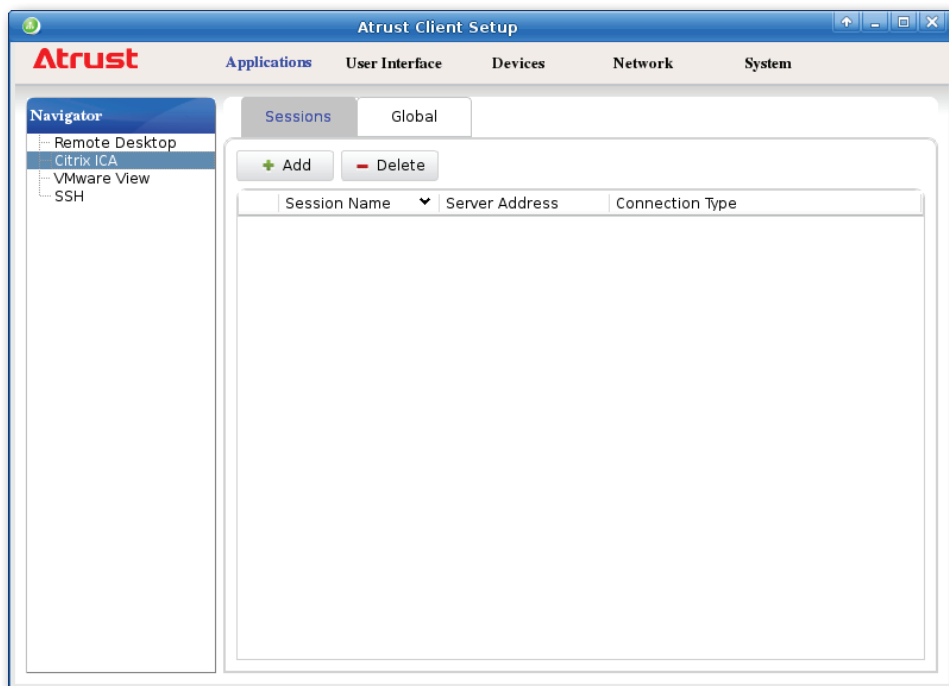 Atrust Client Setup
Atrust
Applications User Interface Devices Network System
Navigator
Remote Desktop
Citrix ICA
VMware View
SSH
Sessions Global
Add Delete
Session Name Server Address Connection Type